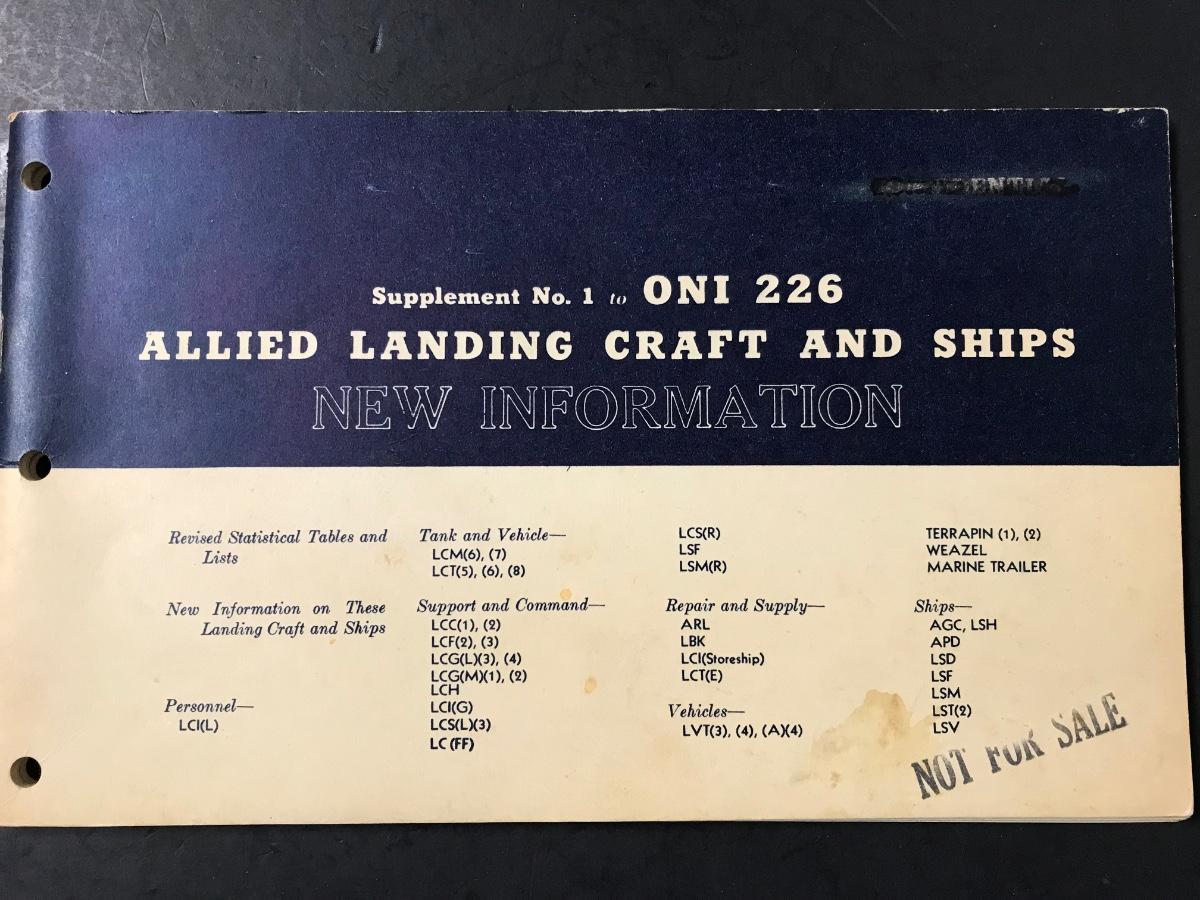 CONFIDENTIAL
Supplement No. 1 to ONI 226
ALLIED LANDING CRAFT AND SHIPS
NEW INFORMATION
Revised Statistical Tables and
Lists
New Information on These
Landing Craft and Ships
Personnel—
LCI(L)
Tank and Vehicle—
LCM(6), (7)
LCT(5), (6), (8)
Support and Command—
LCC(1), (2)
LCF(2), (3)
LCG(L)(3), (4)
LCG(M)(1), (2)
LCH
LCI(G)
LCS(L)(3)
LC (FF)
LCS(R)
LSF
LSM(R)
Repair and Supply—
ARL
LBK
LCI(Storeship)
LCT(E)
Vehicles—
LVT(3), (4), (A)(4)
TERRAPIN (1), (2)
WEAZEL
MARINE TRAILER
Ships—
AGC, LSH
APD
LSD
LSF
LSM
LST(2)
LSV
NOT FOR SALE